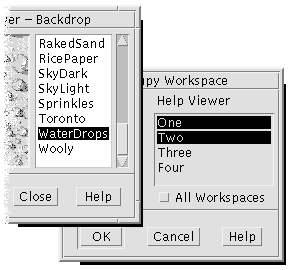 er – Backdrop
RakedSand
RicePaper
SkyDark
SkyLight
Sprinkles
Toronto
WaterDrops
Wooly
Close
Help
upy Workspace
Help Viewer
One
Two
Three
Four
All Workspaces
OK
Cancel
Help